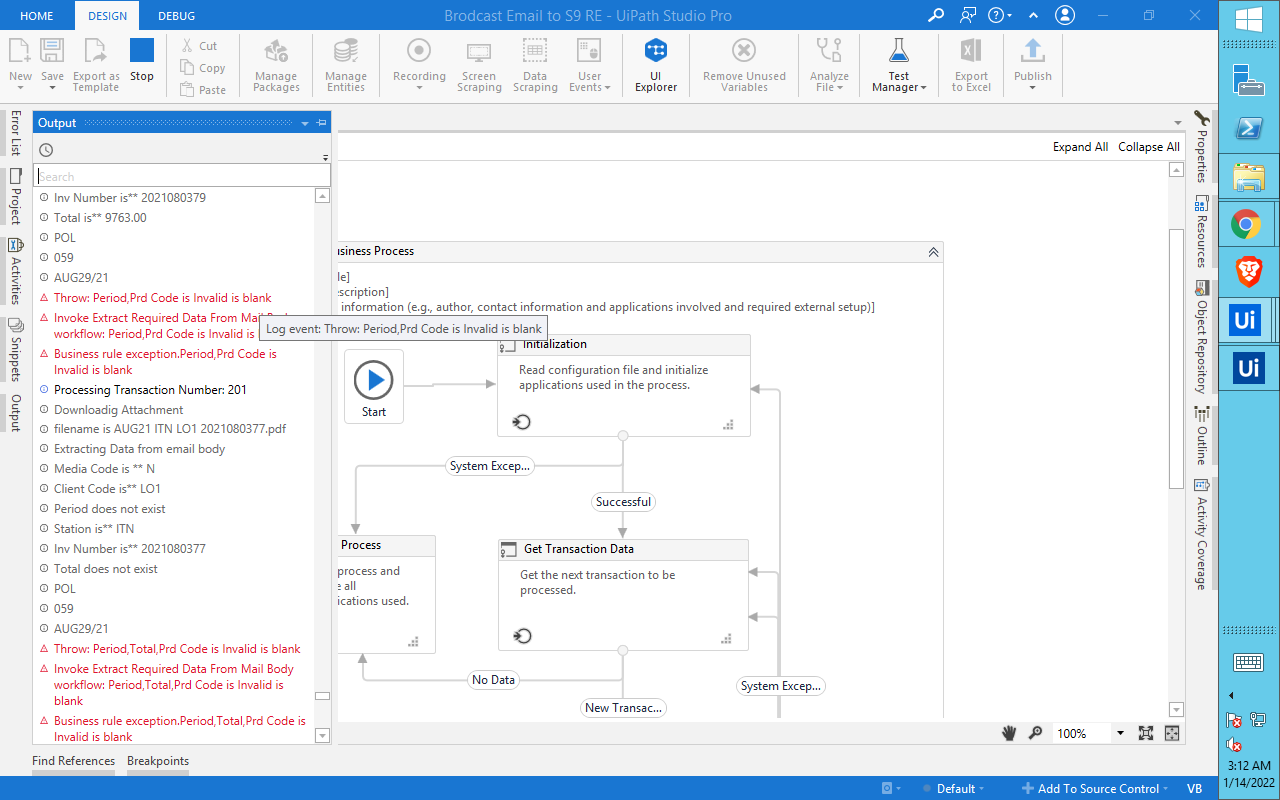 HOME
DESIGN
DEBUG
Brodcast Email to S9 RE - UiPath Studio Pro
New
Save
Export as
Template
Stop
Cut
Copy
Paste
Manage
Packages
Manage
Entities
Recording
Screen
Scraping
Data
Scraping
User
Events
UI
Explorer
Remove Unused
Variables
Analyze
File
Test
Manager
Export
to Excel
Publish
Error List
Project
Activities
Snippets
Output
Output
Search
Inv Number is** 2021080379
Total is** 9763.00
POL
059
AUG29/21
Throw: Period,Prd Code is Invalid is blank
Invoke Extract Required Data From Mail Body
workflow: Period,Prd Code is Invalid is
Log event: Throw: Period,Prd Code is Invalid is blank
Business rule exception.Period,Prd Code is
Invalid is blank
Processing Transaction Number: 201
Downloadig Attachment
filename is AUG21 ITN LO1 2021080377.pdf
Extracting Data from email body
Media Code is ** N
Client Code is** LO1
Period does not exist
Station is** ITN
Inv Number is** 2021080377
Total does not exist
POL
059
AUG29/21
Throw: Period,Total,Prd Code is Invalid is blank
Invoke Extract Required Data From Mail Body
workflow: Period,Total,Prd Code is Invalid is
blank
Business rule exception.Period,Total,Prd Code is
Invalid is blank
Find References
Breakpoints
Expand All
Collapse All
usiness Process
le]
scription]
information (e.g., author, contact information and applications involved and required external setup)]
Start
Initialization
Read configuration file and initialize
applications used in the process.
System Excep...
Successful
Process
process and
e all
ications used.
Get Transaction Data
Get the next transaction to be
processed.
No Data
New Transac...
System Excep...
100%
Properties
Resources
Object Repository
Outline
Activity Coverage
Default
Add To Source Control
VB
Ui
Ui
3:12 AM
1/14/2022